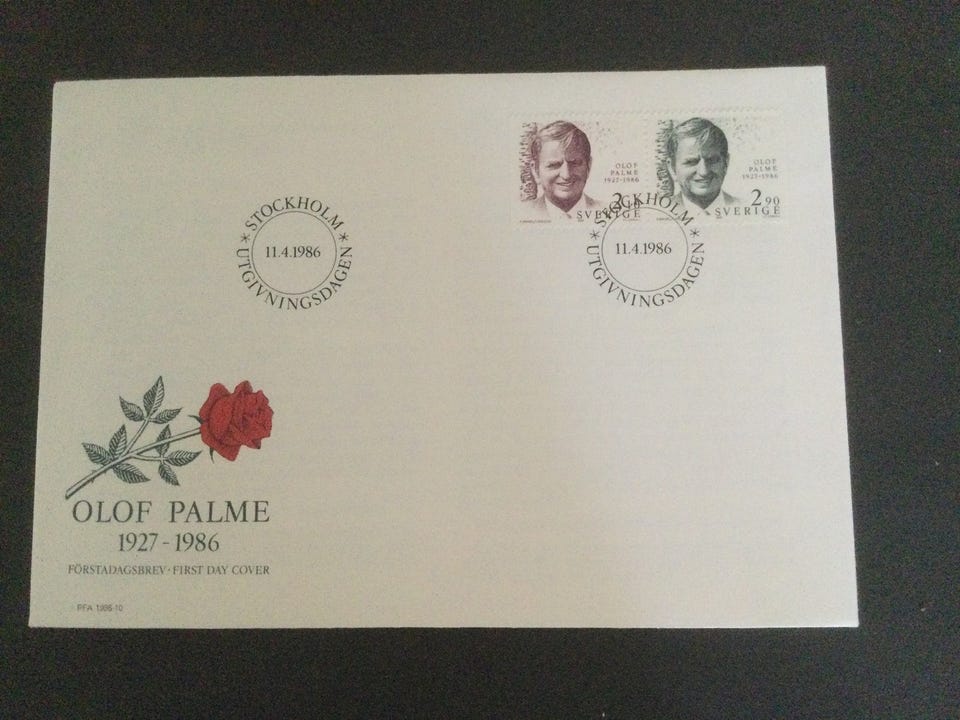 OLOF
PALME
1927-1986
SVERIGE
OLOF
PALME
1927-1986
2 90
SVERIGE
* STOCKHOLM *
11.4.1986
UTGIVNINGSDAGEN
* STOCKHOLM *
11.4.1986
UTGIVNINGSDAGEN
OLOF PALME
1927-1986
FÖRSTADAGSBREV · FIRST DAY COVER
PFA 1986-10